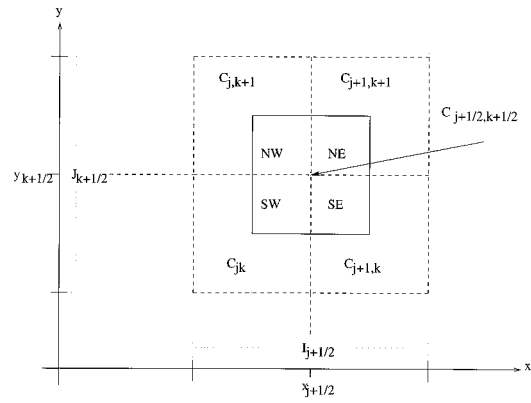 y
C_{j,k+1} C_{j+1,k+1}
C_{j+1/2,k+1/2}
NW NE
y_{k+1/2} J_{k+1/2}
SW SE
C_{jk} C_{j+1,k}
I_{j+1/2}
x
x_{j+1/2}